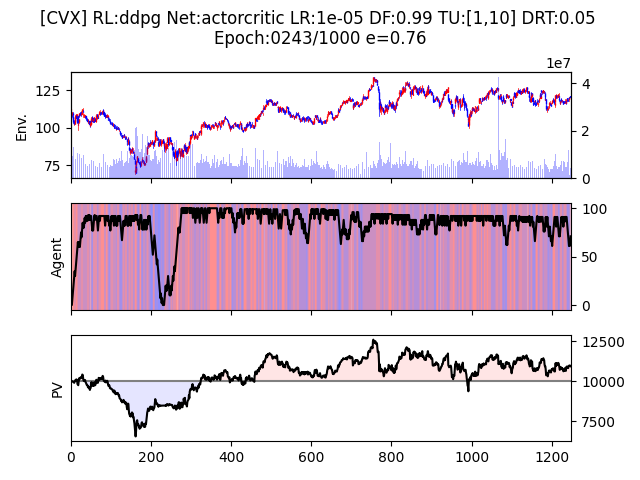 [CVX] RL:ddpg Net:actorcritic LR:1e-05 DF:0.99 TU:[1,10] DRT:0.05
Epoch:0243/1000 e=0.76
1e7
125
100
75
Env.
4
2
0
Agent
100
50
0
PV
12500
10000
7500
0 200 400 600 800 1000 1200